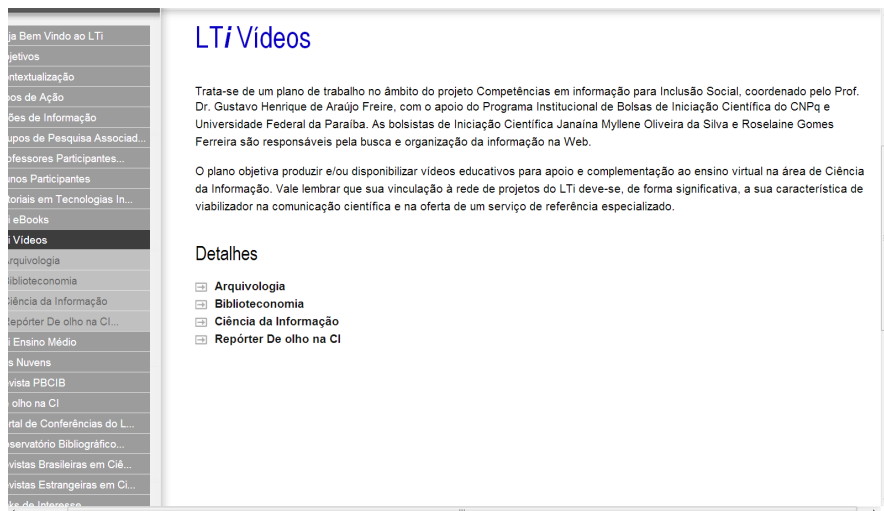 ja Bem Vindo ao LTi
jetivos
ntextualização
os de Ação
ões de Informação
upos de Pesquisa Associad...
ofessores Participantes...
unos Participantes
toriais em Tecnologias In...
i eBooks
i Vídeos
rquivologia
iblioteconomia
iência da Informação
epórter De olho na CI...
i Ensino Médio
s Nuvens
vista PBCIB
olho na CI
rtal de Conferências do L...
servatório Bibliográfico...
vistas Brasileiras em Ciê...
vistas Estrangeiras em Ci...
ks de Interesse
LTi Vídeos
Trata-se de um plano de trabalho no âmbito do projeto Competências em informação para Inclusão Social, coordenado pelo Prof.
Dr. Gustavo Henrique de Araújo Freire, com o apoio do Programa Institucional de Bolsas de Iniciação Científica do CNPq e
Universidade Federal da Paraíba. As bolsistas de Iniciação Científica Janaína Myllene Oliveira da Silva e Roselaine Gomes
Ferreira são responsáveis pela busca e organização da informação na Web.
O plano objetiva produzir e/ou disponibilizar vídeos educativos para apoio e complementação ao ensino virtual na área de Ciência
da Informação. Vale lembrar que sua vinculação à rede de projetos do LTi deve-se, de forma significativa, a sua característica de
viabilizador na comunicação científica e na oferta de um serviço de referência especializado.
Detalhes
Arquivologia
Biblioteconomia
Ciência da Informação
Repórter De olho na CI